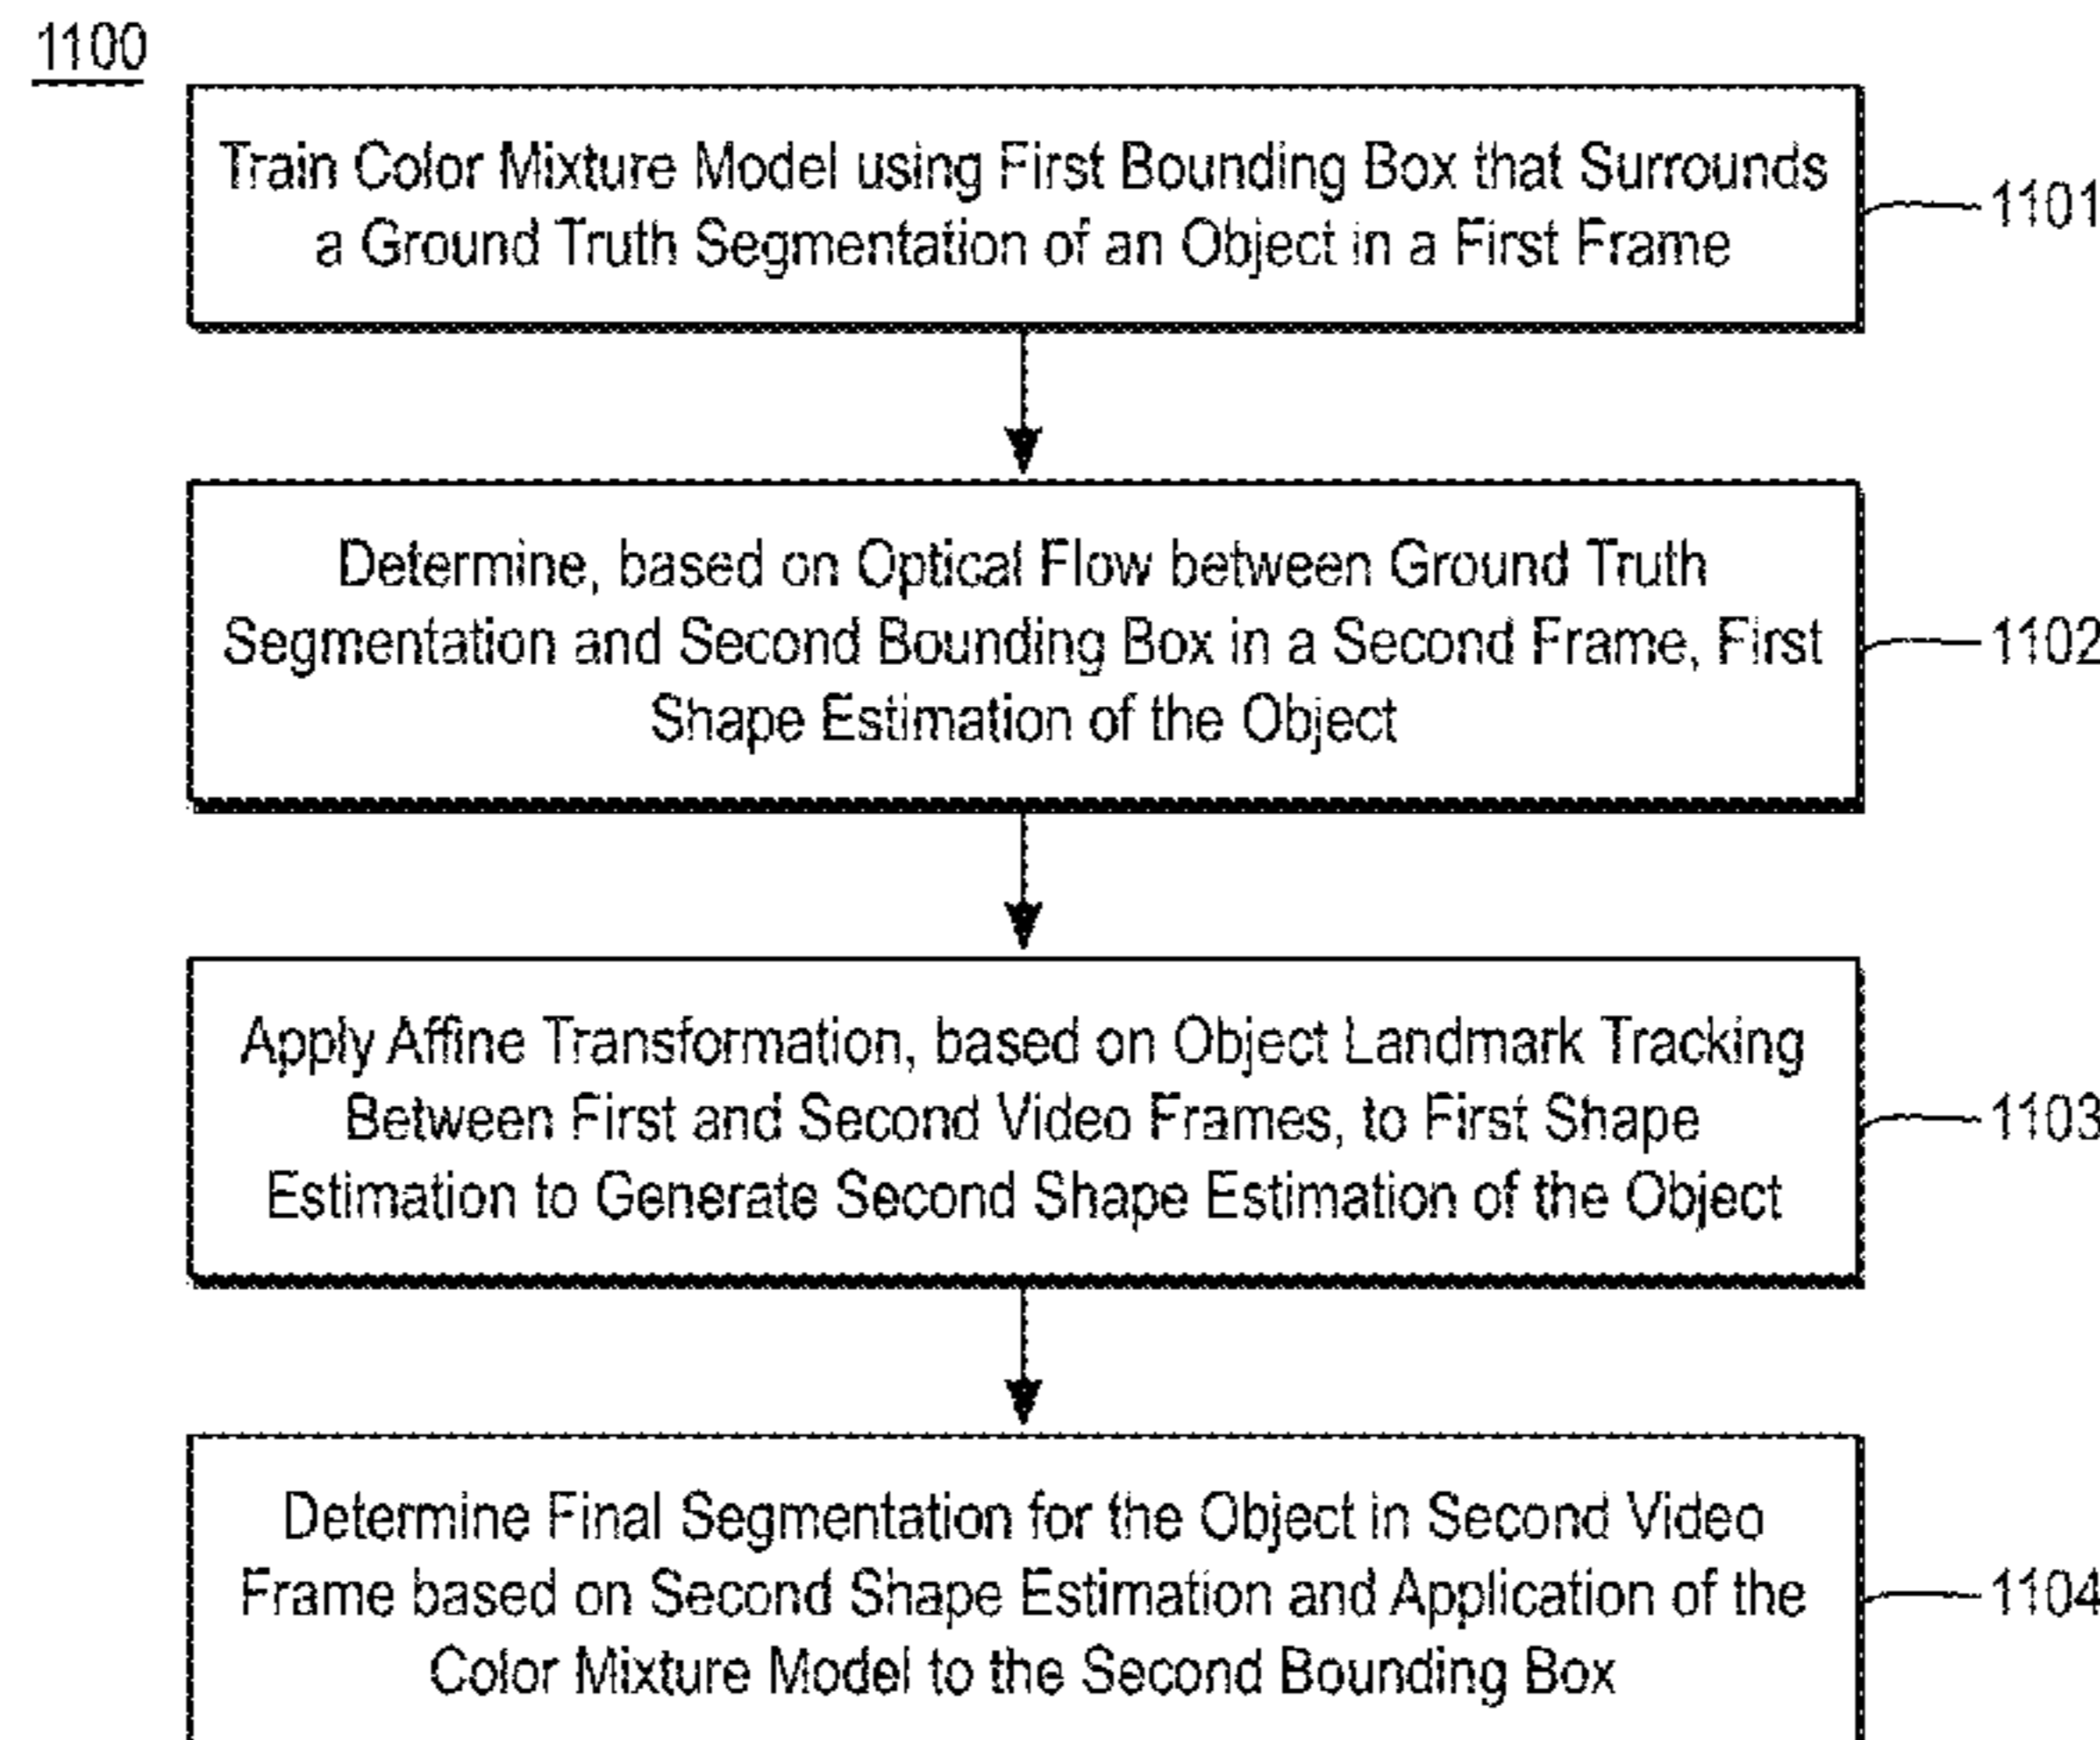 1100
Train Color Mixture Model using First Bounding Box that Surrounds
a Ground Truth Segmentation of an Object in a First Frame
1101
Determine, based on Optical Flow between Ground Truth
Segmentation and Second Bounding Box in a Second Frame, First
Shape Estimation of the Object
1102
Apply Affine Transformation, based on Object Landmark Tracking
Between First and Second Video Frames, to First Shape
Estimation to Generate Second Shape Estimation of the Object
1103
Determine Final Segmentation for the Object in Second Video
Frame based on Second Shape Estimation and Application of the
Color Mixture Model to the Second Bounding Box
1104